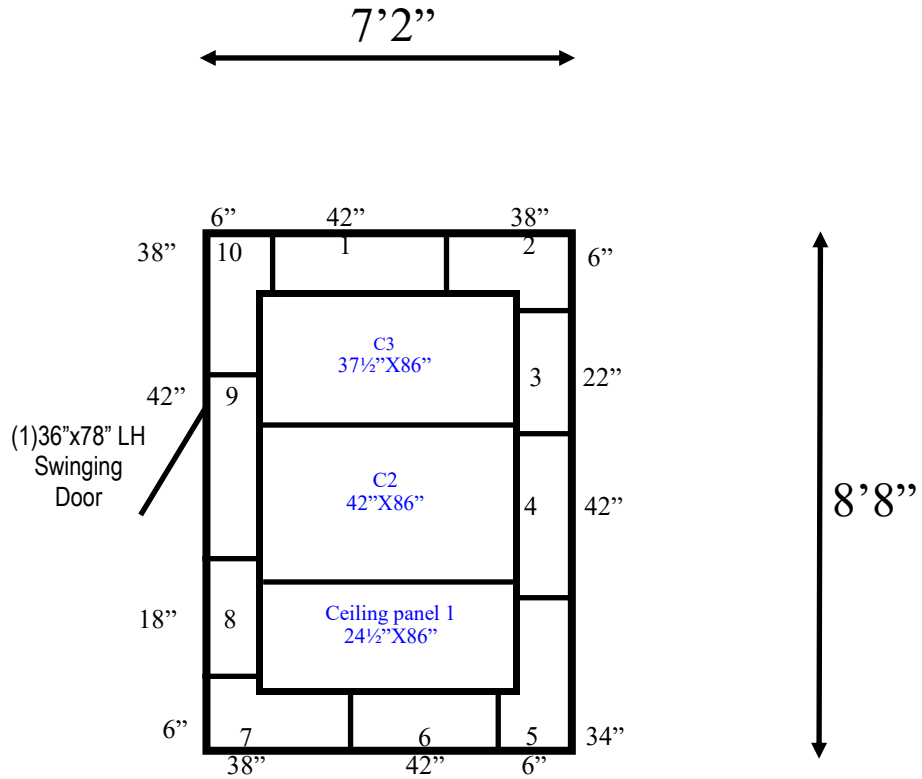 7’2”
6”
42”
38”
38”
10
1
2
6”
C3
37½”X86”
3
22”
42”
9
(1)36”x78” LH
Swinging
Door
C2
42”X86”
4
42”
8’8”
18”
8
Ceiling panel 1
24½”X86”
6”
7
6
5
34”
38”
42”
6”